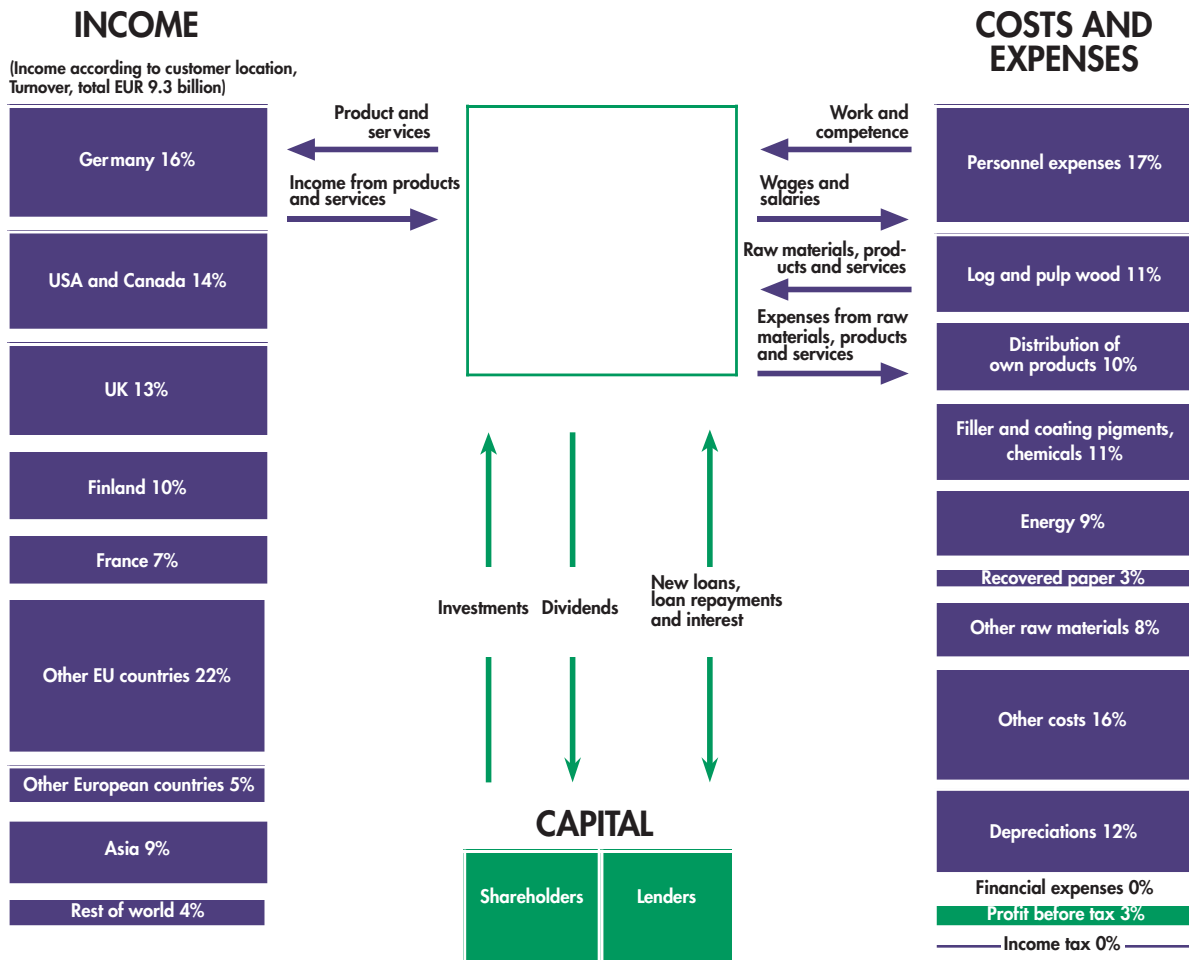 INCOME
(Income according to customer location,
Turnover, total EUR 9.3 billion)
Germany 16%
USA and Canada 14%
UK 13%
Finland 10%
France 7%
Other EU countries 22%
Other European countries 5%
Asia 9%
Rest of world 4%
Product and
services
Income from products
and services
Work and
competence
Wages and
salaries
Raw materials, prod-
ucts and services
Expenses from raw
materials, products
and services
Investments
Dividends
New loans,
loan repayments
and interest
CAPITAL
Shareholders
Lenders
COSTS AND
EXPENSES
Personnel expenses 17%
Log and pulp wood 11%
Distribution of
own products 10%
Filler and coating pigments,
chemicals 11%
Energy 9%
Recovered paper 3%
Other raw materials 8%
Other costs 16%
Depreciations 12%
Financial expenses 0%
Profit before tax 3%
Income tax 0%